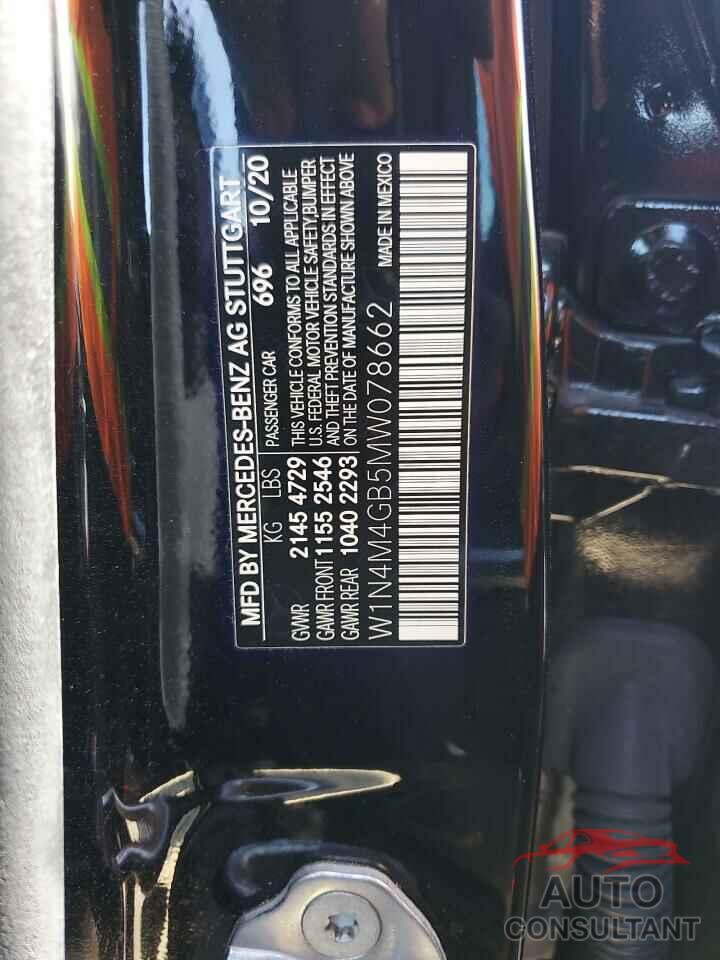 MFD BY MERCEDES-BENZ AG STUTTGART
696 10/20
KG LBS PASSENGER CAR
GVWR 2145 4729
GAWR FRONT 1155 2546
GAWR REAR 1040 2293
THIS VEHICLE CONFORMS TO ALL APPLICABLE
U.S. FEDERAL MOTOR VEHICLE SAFETY,BUMPER
AND THEFT PREVENTION STANDARDS IN EFFECT
ON THE DATE OF MANUFACTURE SHOWN ABOVE
W1N4M4GB5MW078662
MADE IN MEXICO
AUTO
CONSULTANT